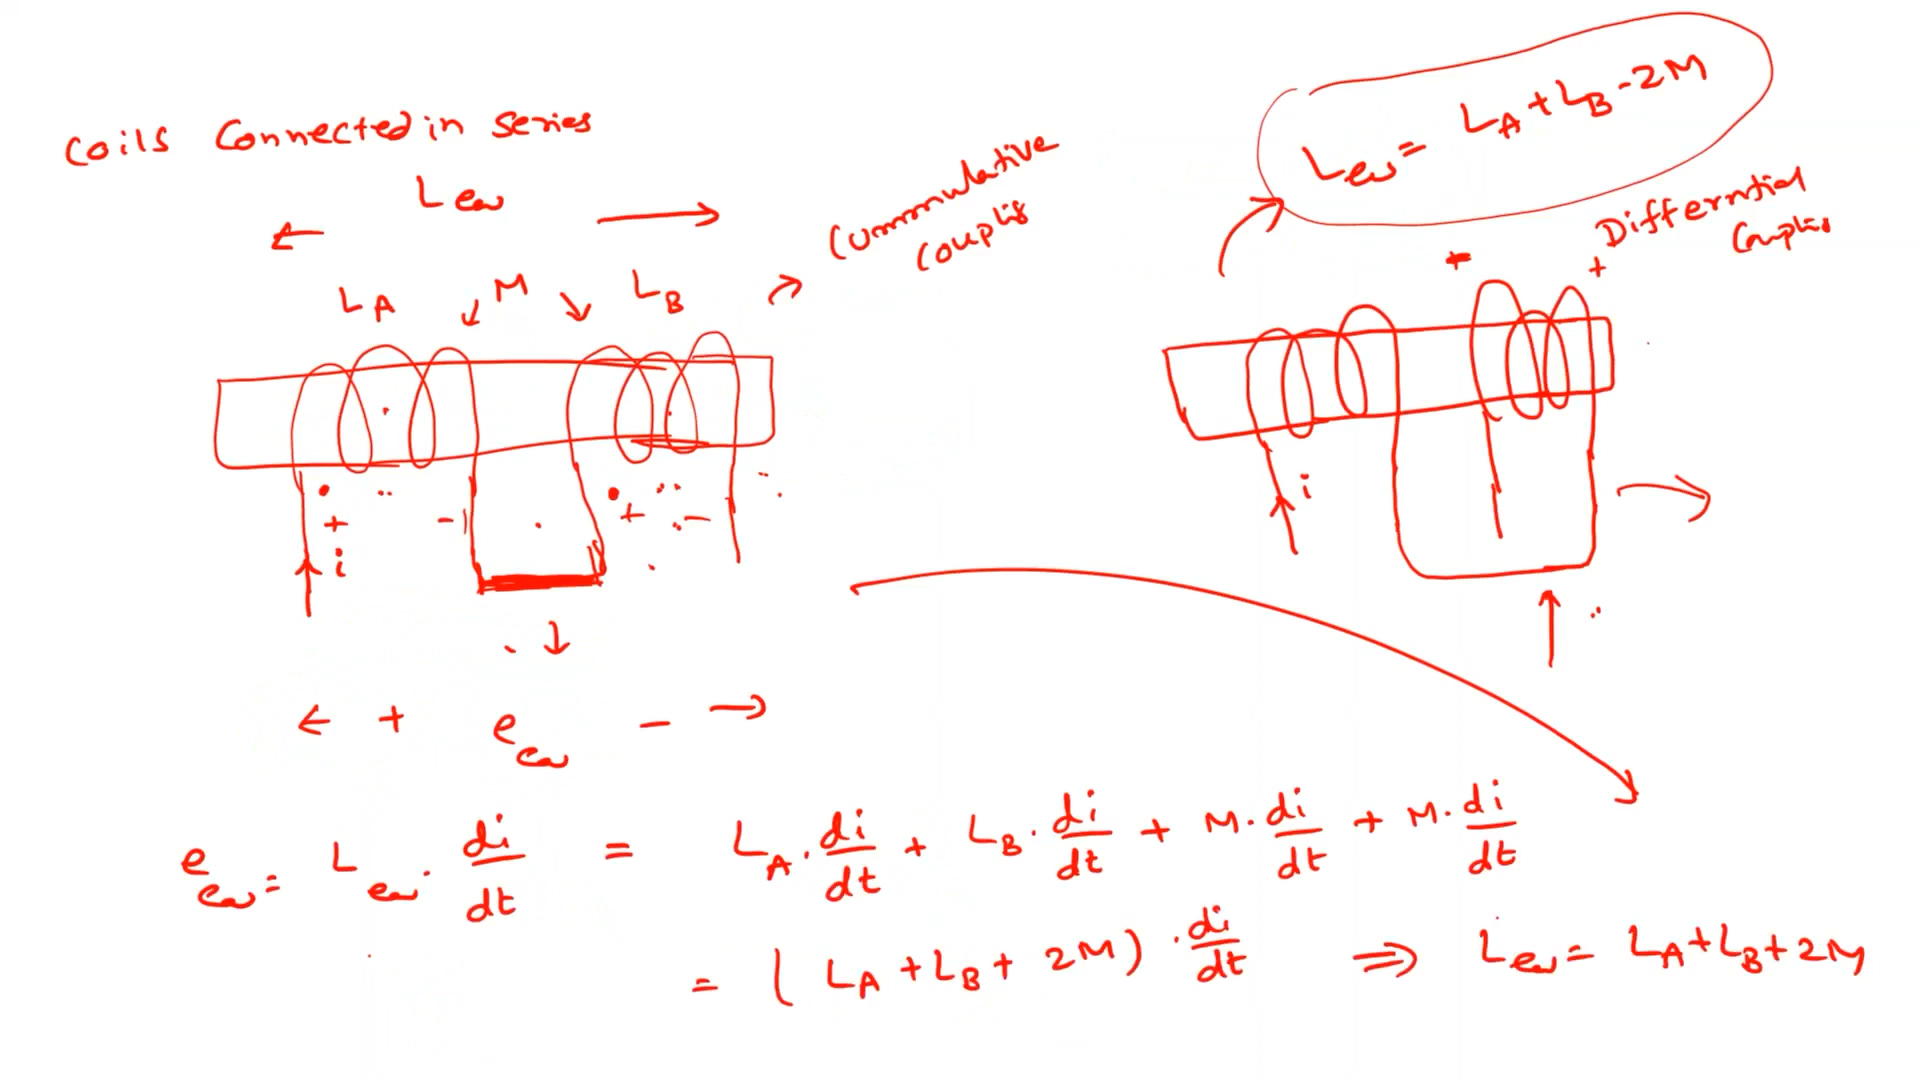 Coils Connected in series
Leq
LA M LB
Cummulative
Coupling
Leq = LA+LB-2M
Differntial
Coupling
+ +
i
+ - + -
i
+ eeq -
eeq = Leq . di/dt = LA . di/dt + LB . di/dt + M . di/dt + M . di/dt
= (LA+LB+2M) . di/dt ⇒ Leq = LA+LB+2M